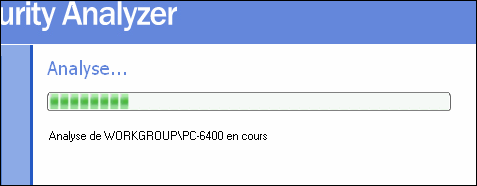 urity Analyzer
Analyse...
Analyse de WORKGROUP\PC-6400 en cours